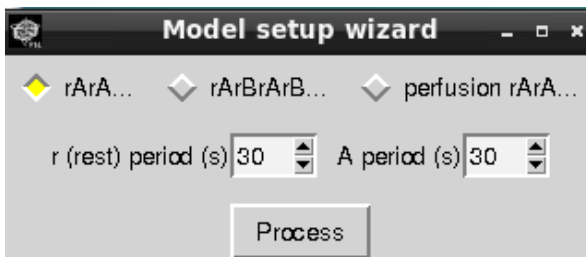 Model setup wizard
rArA... rArBrArB... perfusion rArA...
r (rest) period (s) 30 A period (s) 30
Process